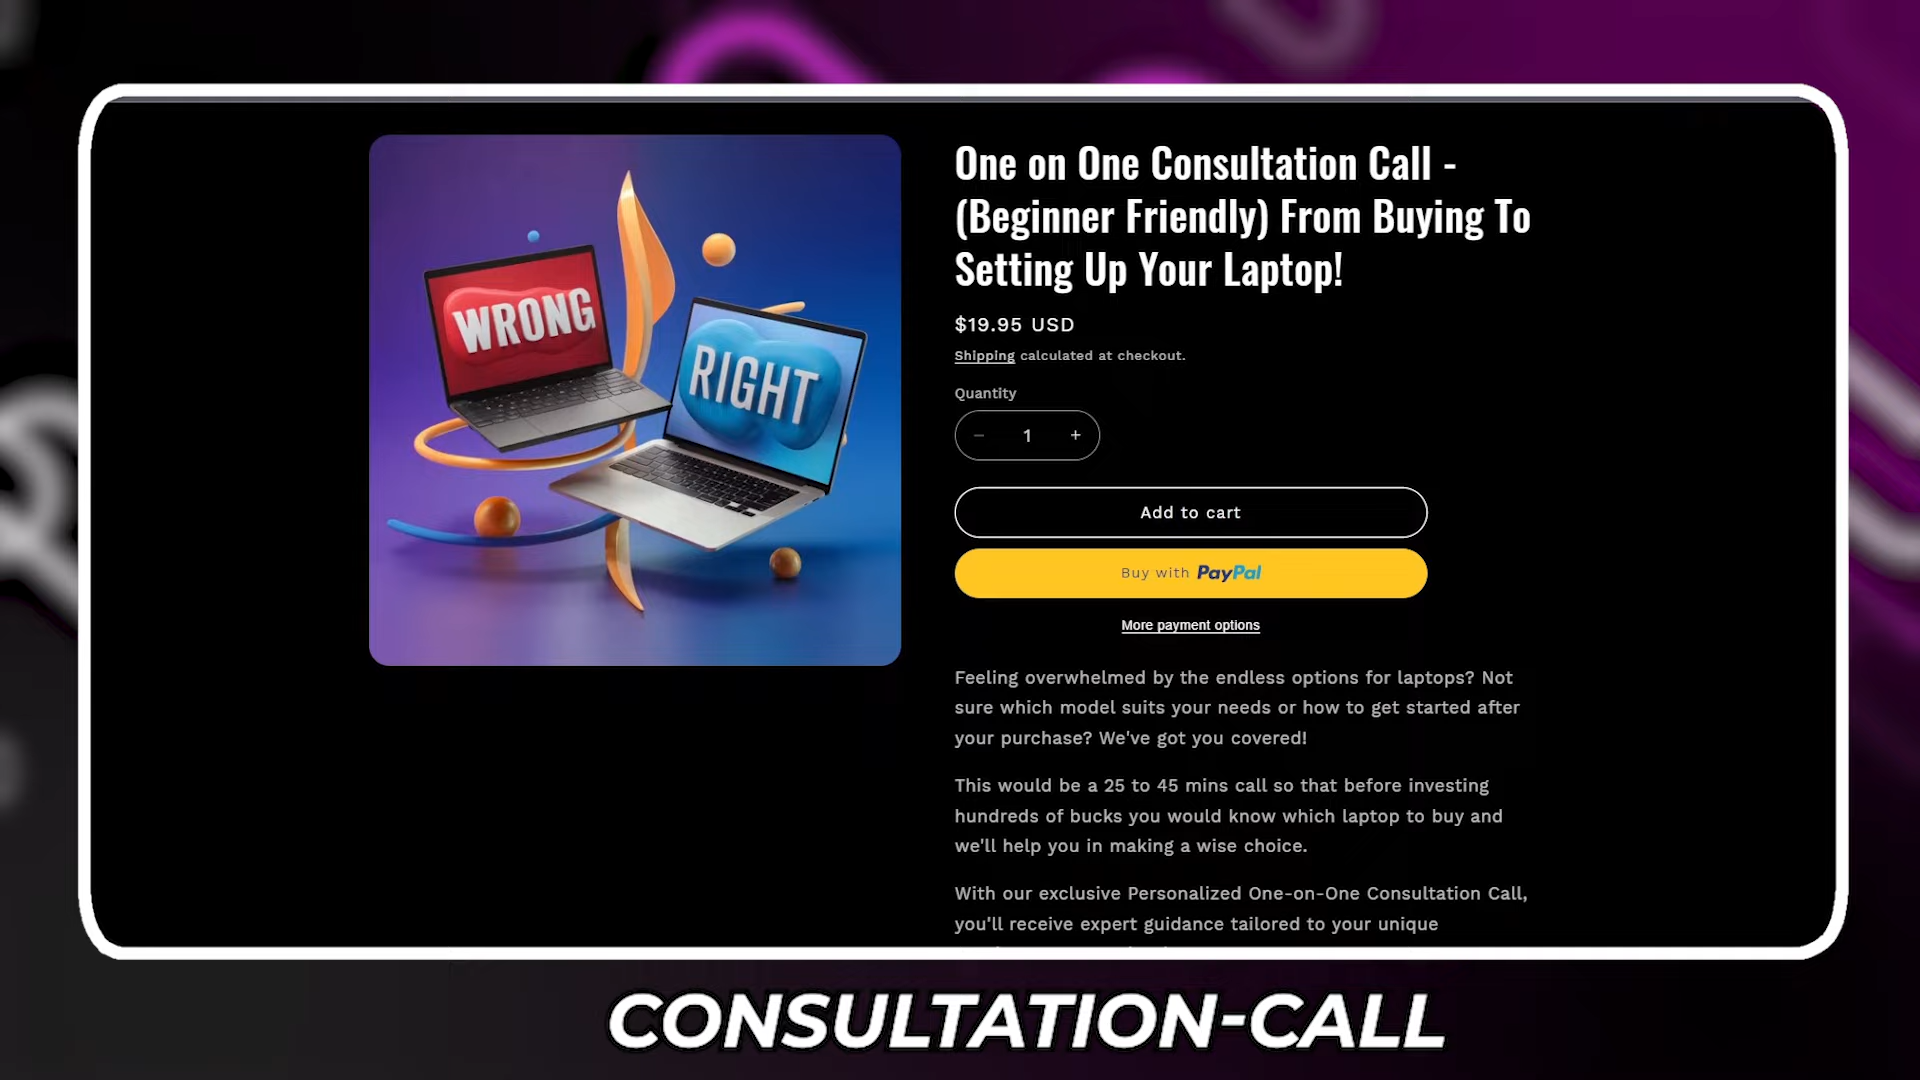 WRONG
RIGHT
One on One Consultation Call -
(Beginner Friendly) From Buying To
Setting Up Your Laptop!
$19.95 USD
Shipping calculated at checkout.
Quantity
− 1 +
Add to cart
Buy with PayPal
More payment options
Feeling overwhelmed by the endless options for laptops? Not
sure which model suits your needs or how to get started after
your purchase? We've got you covered!
This would be a 25 to 45 mins call so that before investing
hundreds of bucks you would know which laptop to buy and
we'll help you in making a wise choice.
With our exclusive Personalized One-on-One Consultation Call,
you'll receive expert guidance tailored to your unique
CONSULTATION-CALL